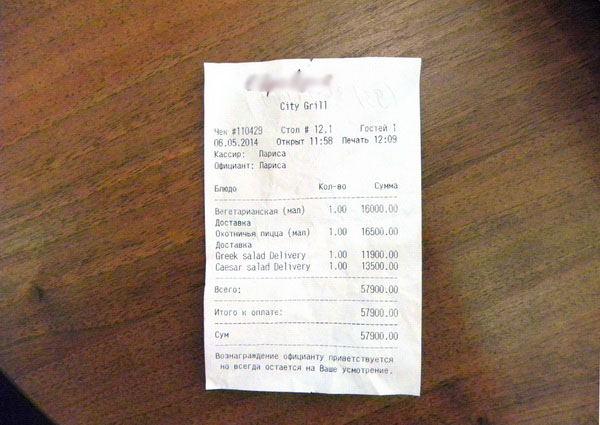 City Grill
Чек #110429 Стол # 12.1 Гостей 1
06.05.2014 Открыт 11:58 Печать 12:09
Кассир: Лариса
Официант: Лариса
Блюдо Кол-во Сумма
Вегетарианская (мал) 1.00 16000.00
Доставка
Охотничья пицца (мал) 1.00 16500.00
Доставка
Greek salad Delivery 1.00 11900.00
Caesar salad Delivery 1.00 13500.00
Всего: 57900.00
Итого к оплате: 57900.00
Сум 57900.00
Вознаграждение официанту приветствуется
но всегда остается на Ваше усмотрение.